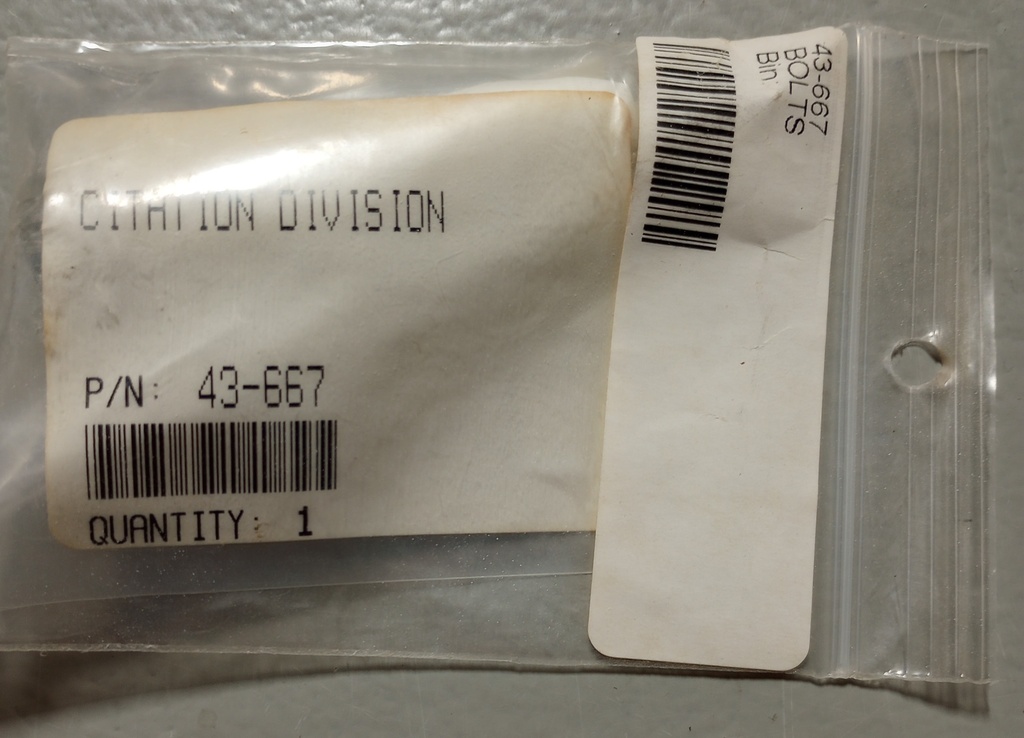 CITATION DIVISION
P/N: 43-667
QUANTITY: 1
43-667
BOLTS
Bin